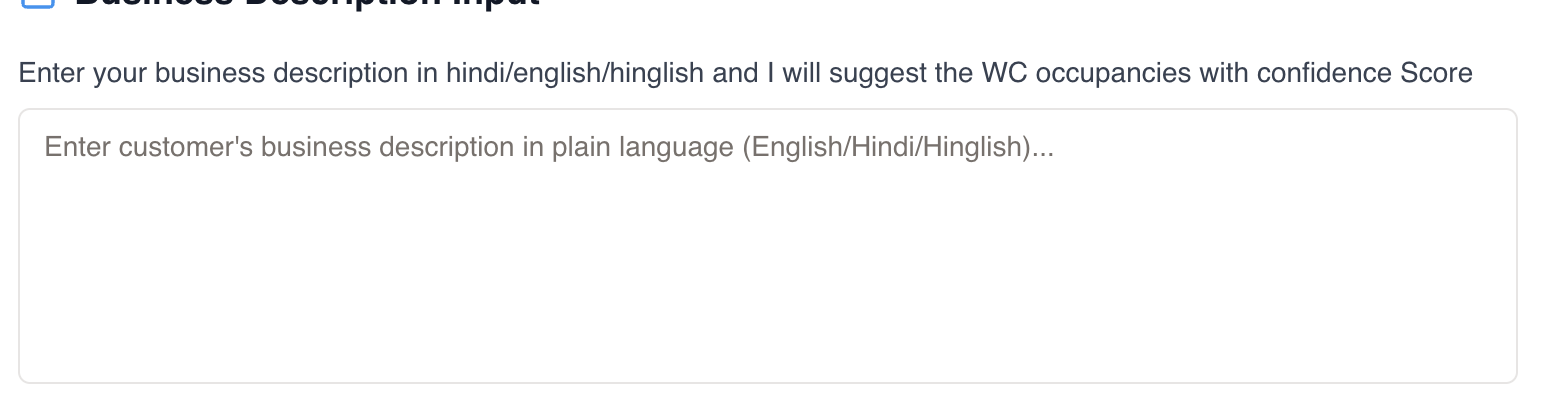 Business Description Input
Enter your business description in hindi/english/hinglish and I will suggest the WC occupancies with confidence Score
Enter customer's business description in plain language (English/Hindi/Hinglish)...